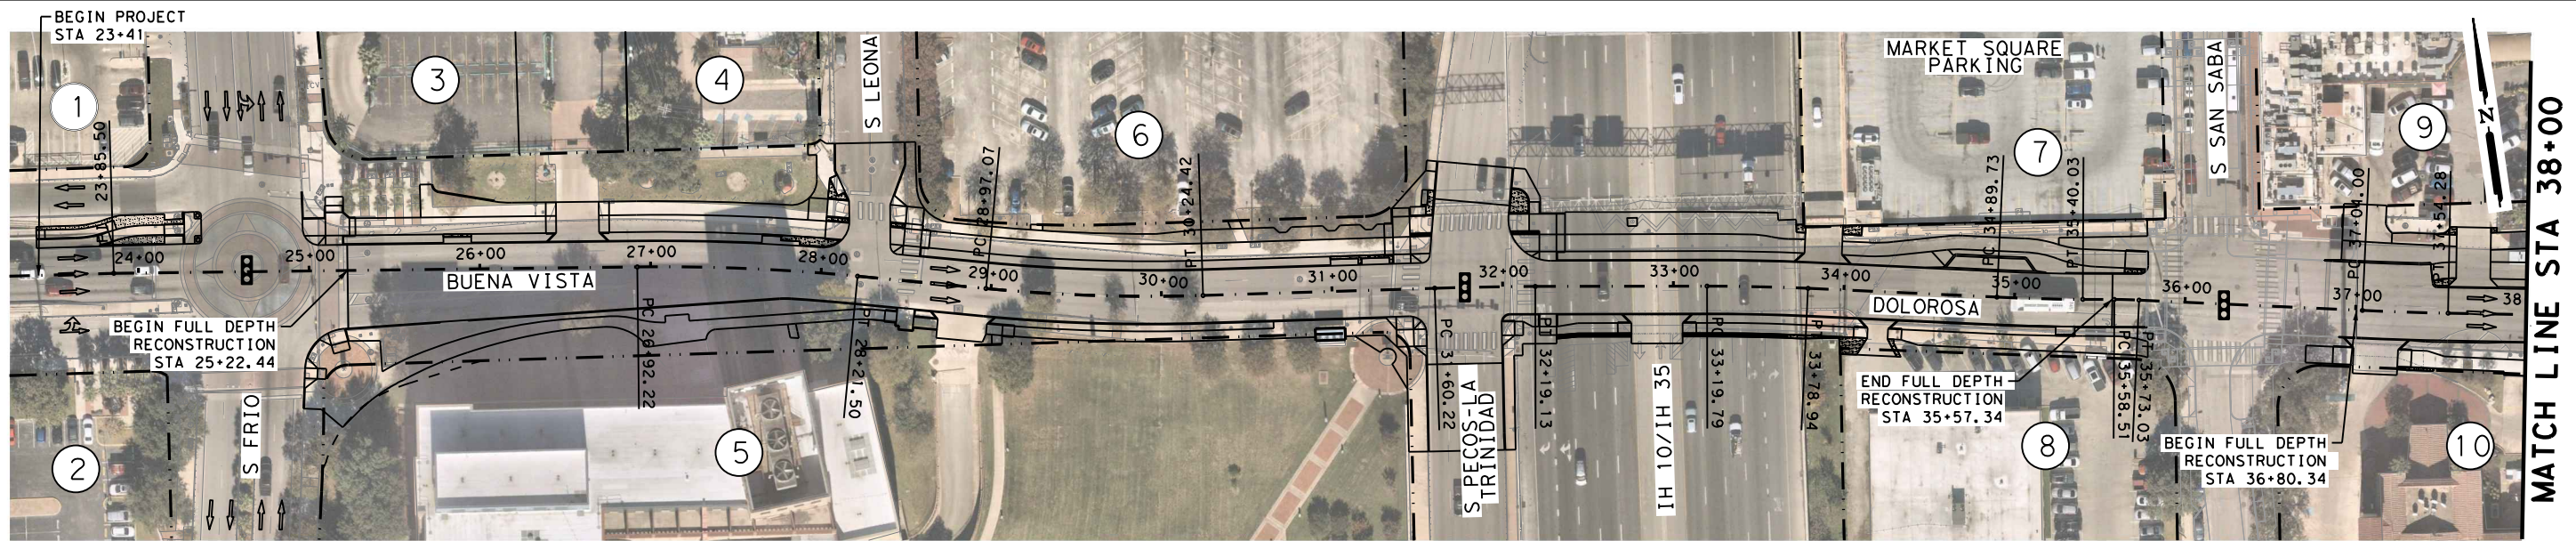 BEGIN PROJECT
STA 23+41
1
2
3
4
5
6
7
8
9
10
23+85.50
S FRIO
S LEONA
BUENA VISTA
24+00
25+00
26+00
27+00
28+00
29+00
30+00
31+00
32+00
33+00
34+00
35+00
36+00
37+00
38
BEGIN FULL DEPTH
RECONSTRUCTION
STA 25+22.44
PC 26+92.22
PT 28+21.50
PC 28+97.07
PT 30+24.42
S PECOS-LA
TRINIDAD
PT 32+19.13
IH 10/IH 35
PC 33+19.79
PT 33+78.94
MARKET SQUARE
PARKING
DOLOROSA
PC 34+89.73
PT 35+40.03
END FULL DEPTH
RECONSTRUCTION
STA 35+57.34
PC 35+58.51
PT 35+73.03
S SAN SABA
BEGIN FULL DEPTH
RECONSTRUCTION
STA 36+80.34
PC 37+04.00
PT 37+54.28
N
MATCH LINE STA 38+00